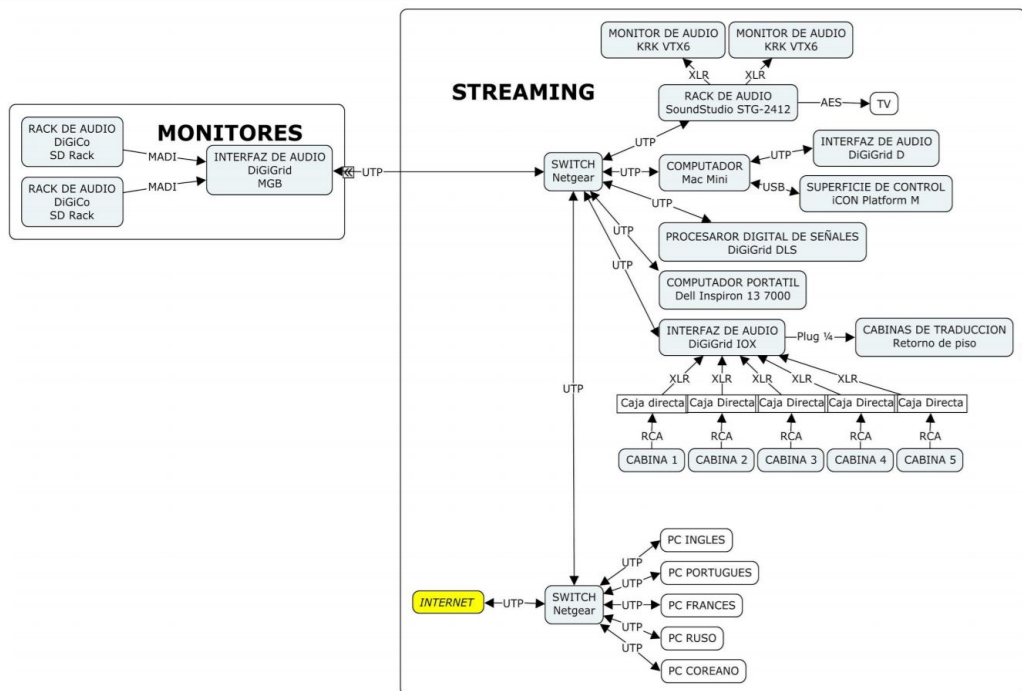 MONITOR DE AUDIO
KRK VTX6
MONITOR DE AUDIO
KRK VTX6
XLR
XLR
STREAMING
RACK DE AUDIO
SoundStudio STG-2412
AES
TV
MONITORES
RACK DE AUDIO
DiGiCo
SD Rack
MADI
RACK DE AUDIO
DiGiCo
SD Rack
MADI
INTERFAZ DE AUDIO
DiGiGrid
MGB
UTP
SWITCH
Netgear
UTP
UTP
COMPUTADOR
Mac Mini
UTP
INTERFAZ DE AUDIO
DiGiGrid D
USB
SUPERFICIE DE CONTROL
iCON Platform M
UTP
PROCESAROR DIGITAL DE SEÑALES
DiGiGrid DLS
UTP
COMPUTADOR PORTATIL
Dell Inspiron 13 7000
UTP
INTERFAZ DE AUDIO
DiGiGrid IOX
Plug ¼
CABINAS DE TRADUCCION
Retorno de piso
UTP
XLR
XLR
XLR
XLR
XLR
Caja directa
Caja Directa
Caja Directa
Caja Directa
Caja Directa
RCA
RCA
RCA
RCA
RCA
CABINA 1
CABINA 2
CABINA 3
CABINA 4
CABINA 5
INTERNET
UTP
SWITCH
Netgear
UTP
PC INGLES
UTP
PC PORTUGUES
UTP
PC FRANCES
UTP
PC RUSO
UTP
PC COREANO